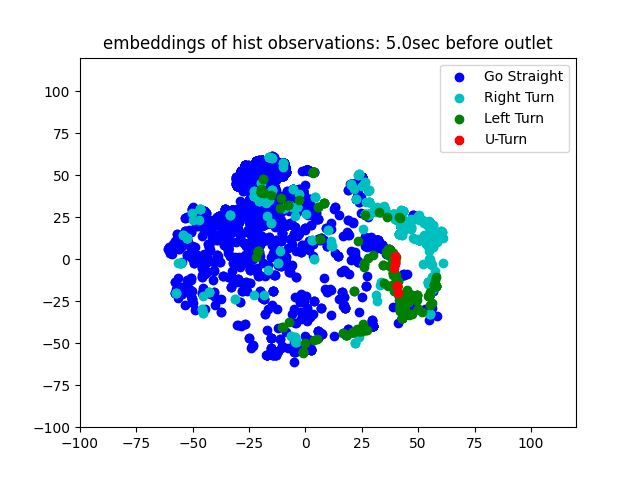 embeddings of hist observations: 5.0sec before outlet
Go Straight
Right Turn
Left Turn
U-Turn
100
75
50
25
0
−25
−50
−75
−100
−100 −75 −50 −25 0 25 50 75 100